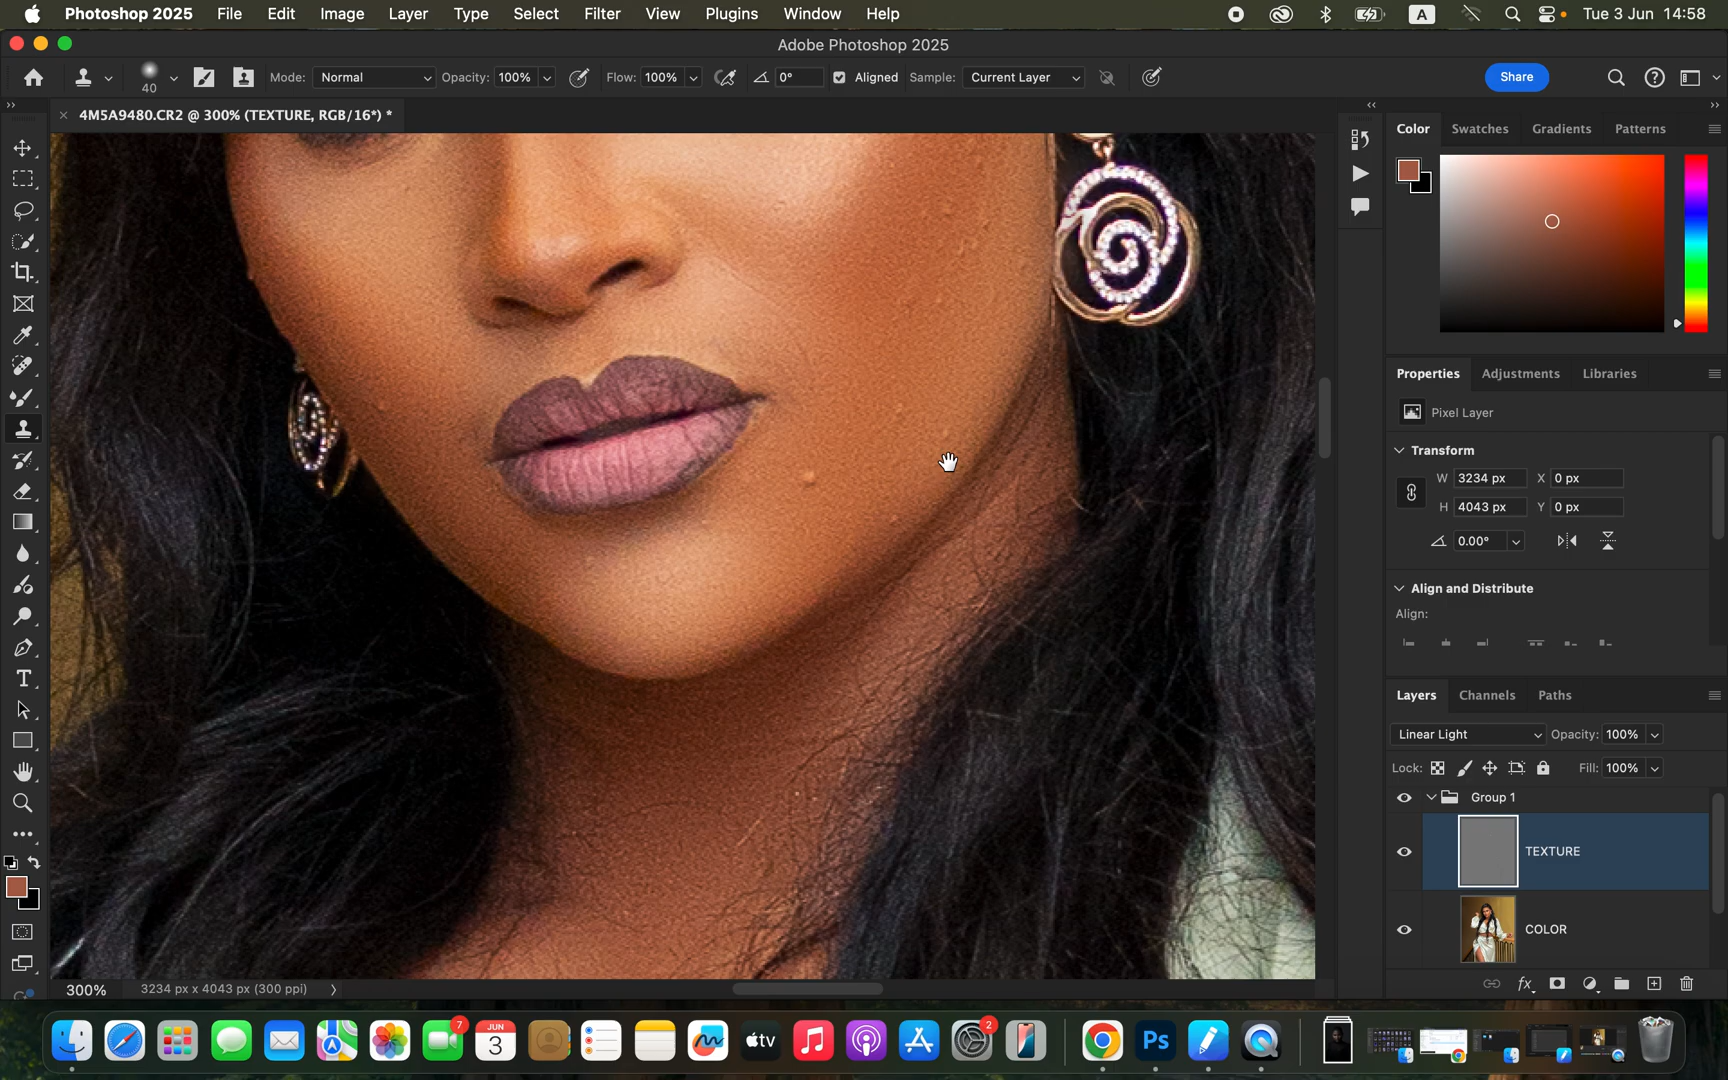 Photoshop 2025 File Edit Image Layer Type Select Filter View Plugins Window Help A Tue 3 Jun 14:58
Adobe Photoshop 2025
40 Mode: Normal Opacity: 100% Flow: 100% 0° Aligned Sample: Current Layer Share
4M5A9480.CR2 @ 300% (TEXTURE, RGB/16*) *
Color Swatches Gradients Patterns
Properties Adjustments Libraries
Pixel Layer
Transform
W 3234 px X 0 px
H 4043 px Y 0 px
0.00°
Align and Distribute
Align:
Layers Channels Paths
Linear Light Opacity: 100%
Lock: Fill: 100%
Group 1
TEXTURE
COLOR
300% 3234 px x 4043 px (300 ppi)
7
JUN
3
tv
2
Ps